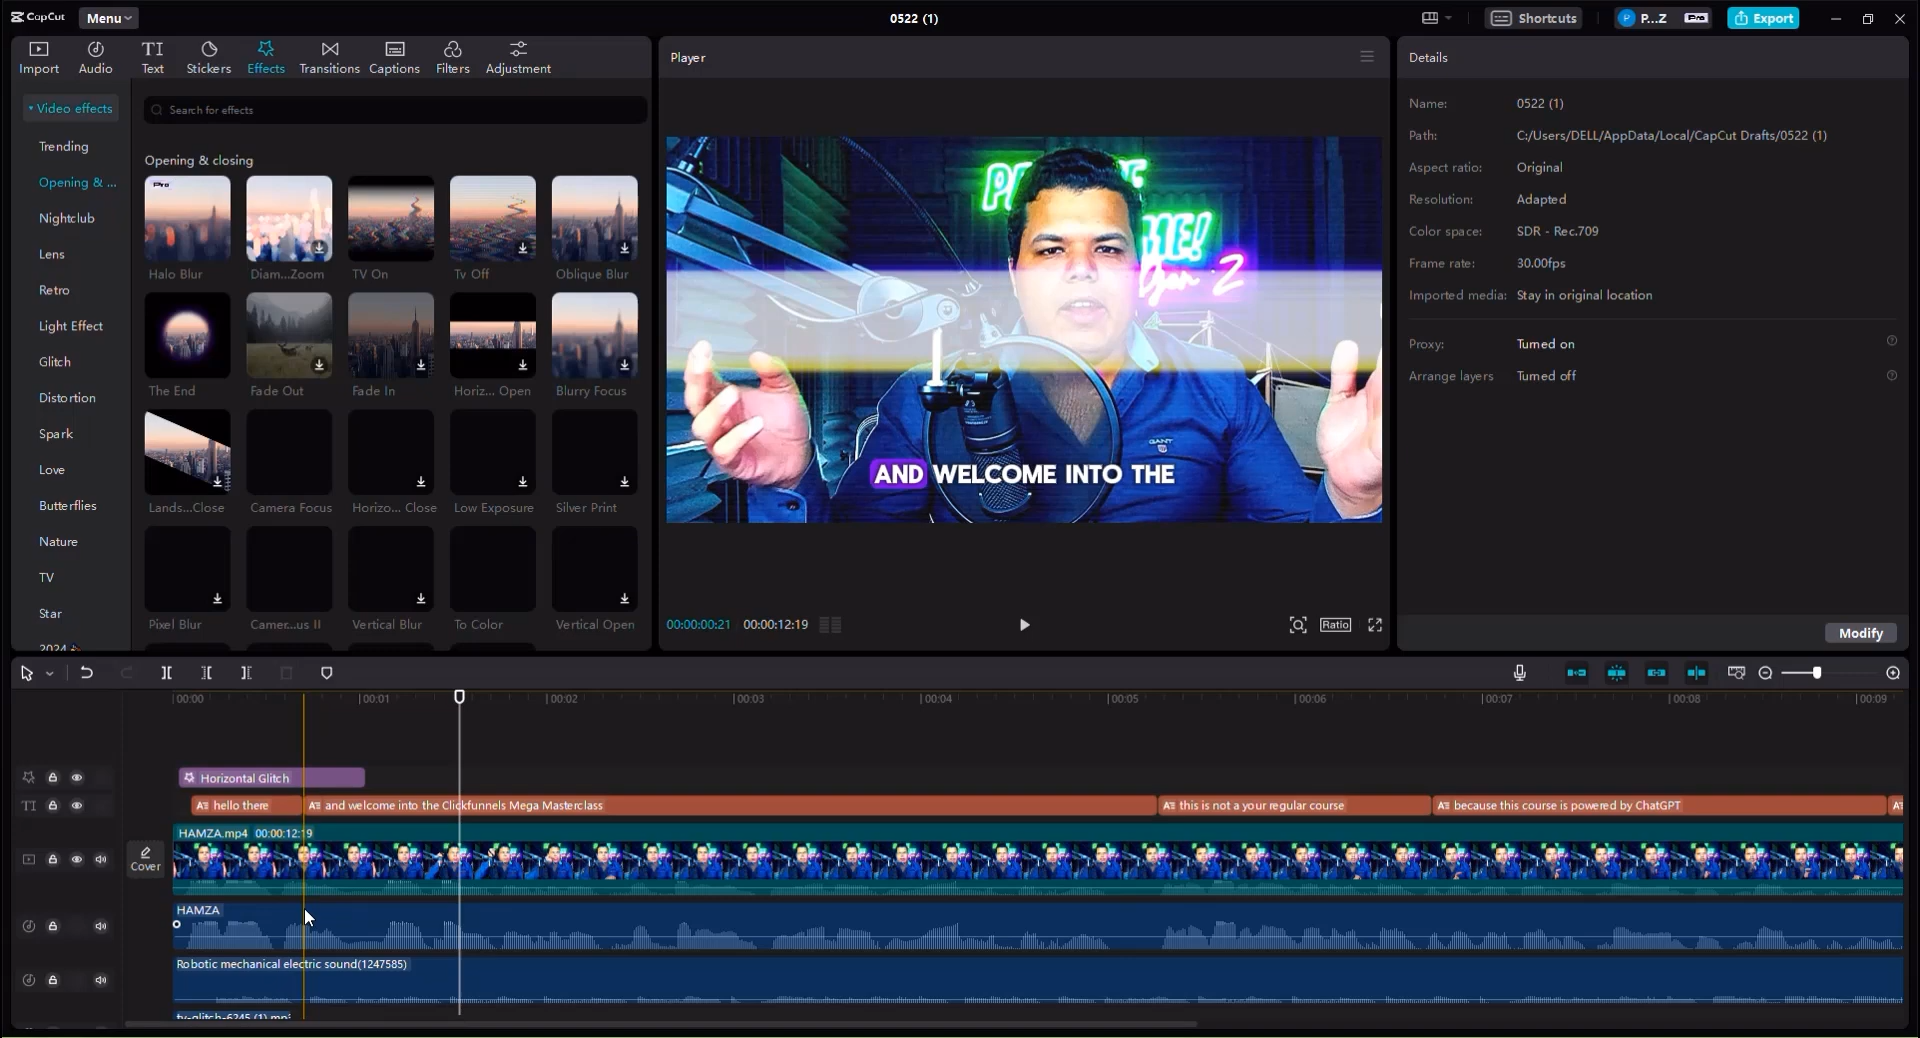 CapCut
Menu
0522 (1)
Shortcuts
P...Z
Pro
Export
Import
Audio
TI
Text
Stickers
Effects
Transitions
Captions
Filters
Adjustment
Player
Details
Video effects
Search for effects
Trending
Opening & ...
Nightclub
Lens
Retro
Light Effect
Glitch
Distortion
Spark
Love
Butterflies
Nature
TV
Star
2024
Opening & closing
Pro
Halo Blur
Diam...Zoom
TV On
Tv Off
Oblique Blur
The End
Fade Out
Fade In
Horiz... Open
Blurry Focus
Lands...Close
Camera Focus
Horizo... Close
Low Exposure
Silver Print
Pixel Blur
Camer...us II
Vertical Blur
To Color
Vertical Open
GANT
AND WELCOME INTO THE
00:00:00:21
00:00:12:19
Ratio
Name:
0522 (1)
Path:
C:/Users/DELL/AppData/Local/CapCut Drafts/0522 (1)
Aspect ratio:
Original
Resolution:
Adapted
Color space:
SDR - Rec.709
Frame rate:
30.00fps
Imported media:
Stay in original location
Proxy:
Turned on
Arrange layers
Turned off
Modify
00:00
00:01
00:02
00:03
00:04
00:05
00:06
00:07
00:08
00:09
Horizontal Glitch
TI
hello there
and welcome into the Clickfunnels Mega Masterclass
this is not a your regular course
because this course is powered by ChatGPT
HAMZA.mp4 00:00:12:19
Cover
HAMZA
Robotic mechanical electric sound(1247585)
tv-glitch-6245 (1).mp3